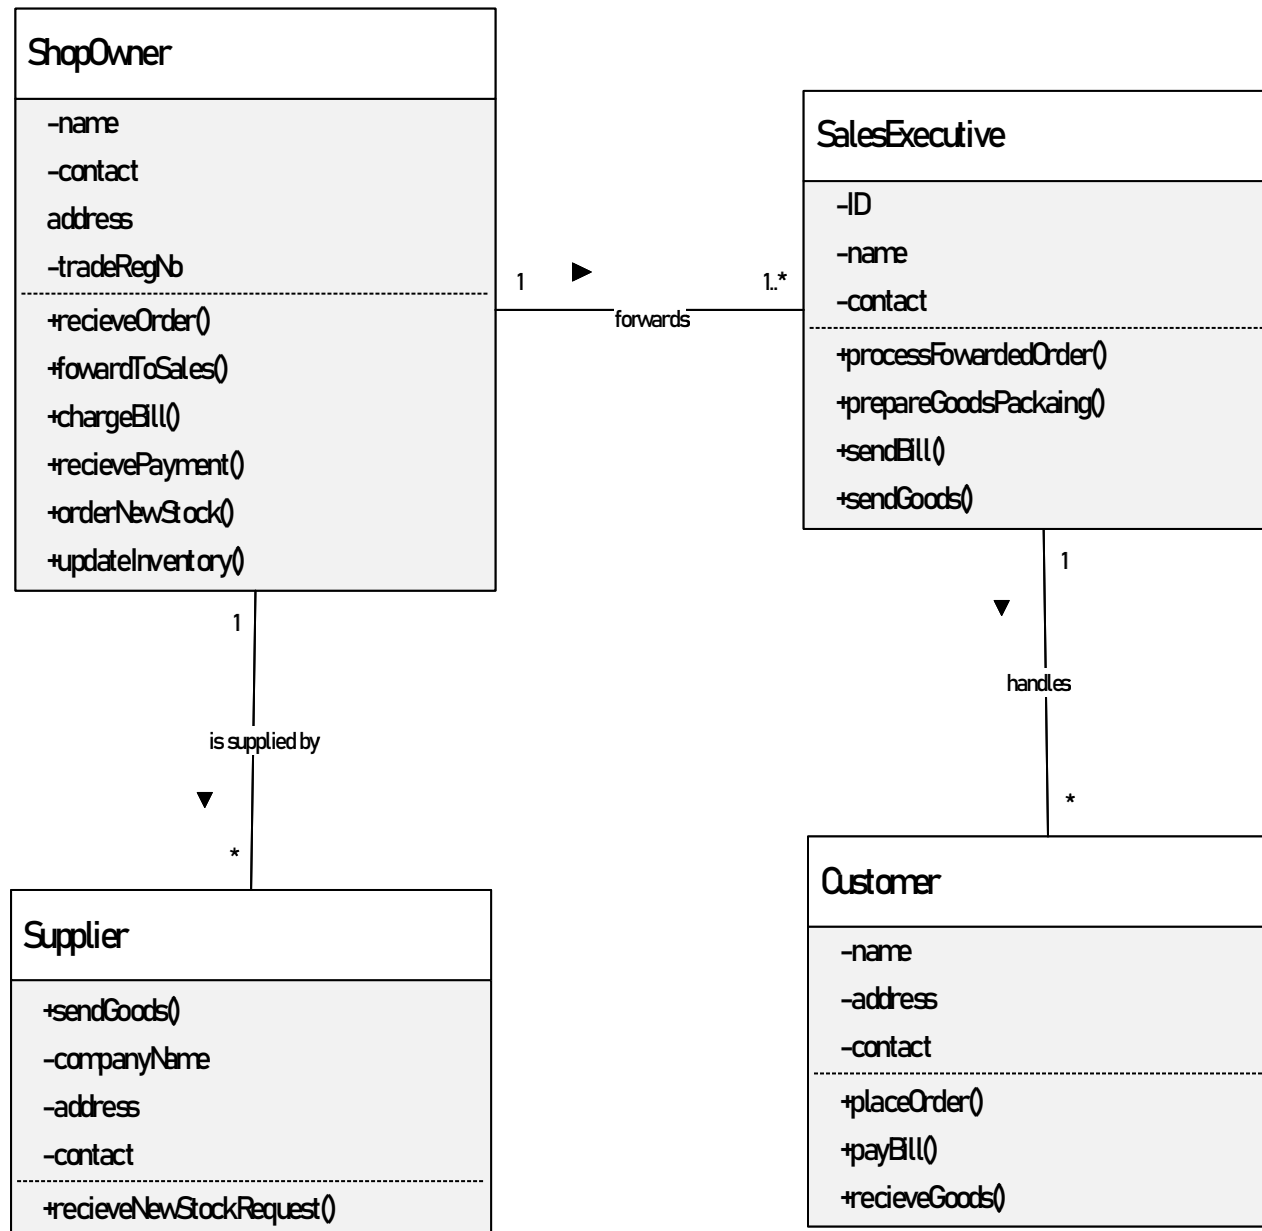 ShopOwner
-name
-contact
address
-tradeRegNo
+recieveOrder()
+fowardToSales()
+chargeBill()
+recievePayment()
+orderNewStock()
+updateInventory()
SalesExecutive
-ID
-name
-contact
+processFowardedOrder()
+prepareGoodsPackaing()
+sendBill()
+sendGoods()
1
1..*
forwards
1
is supplied by
*
1
handles
*
Supplier
+sendGoods()
-companyName
-address
-contact
+recieveNewStockRequest()
Customer
-name
-address
-contact
+placeOrder()
+payBill()
+recieveGoods()